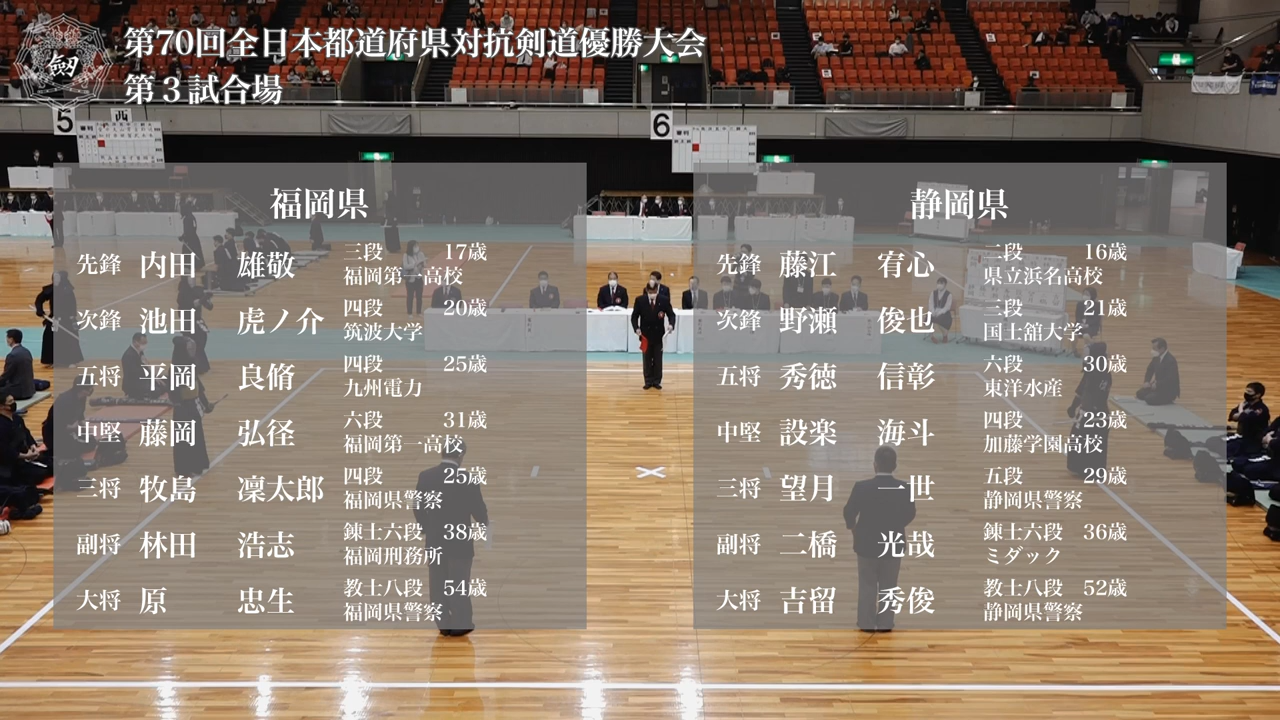 第70回全日本都道府県対抗剣道優勝大会
第３試合場
劒
5
西
6
審判
福岡県
先鋒 内田 雄敬 三段 17歳
福岡第一高校
次鋒 池田 虎ノ介 四段 20歳
筑波大学
五将 平岡 良脩 四段 25歳
九州電力
中堅 藤岡 弘径 六段 31歳
福岡第一高校
三将 牧島 凜太郎 四段 25歳
福岡県警察
副将 林田 浩志 錬士六段 38歳
福岡刑務所
大将 原 忠生 教士八段 54歳
福岡県警察
静岡県
先鋒 藤江 宥心 二段 16歳
県立浜名高校
次鋒 野瀬 俊也 三段 21歳
国士舘大学
五将 秀徳 信彰 六段 30歳
東洋水産
中堅 設楽 海斗 四段 23歳
加藤学園高校
三将 望月 一世 五段 29歳
静岡県警察
副将 二橋 光哉 錬士六段 36歳
ミダック
大将 吉留 秀俊 教士八段 52歳
静岡県警察